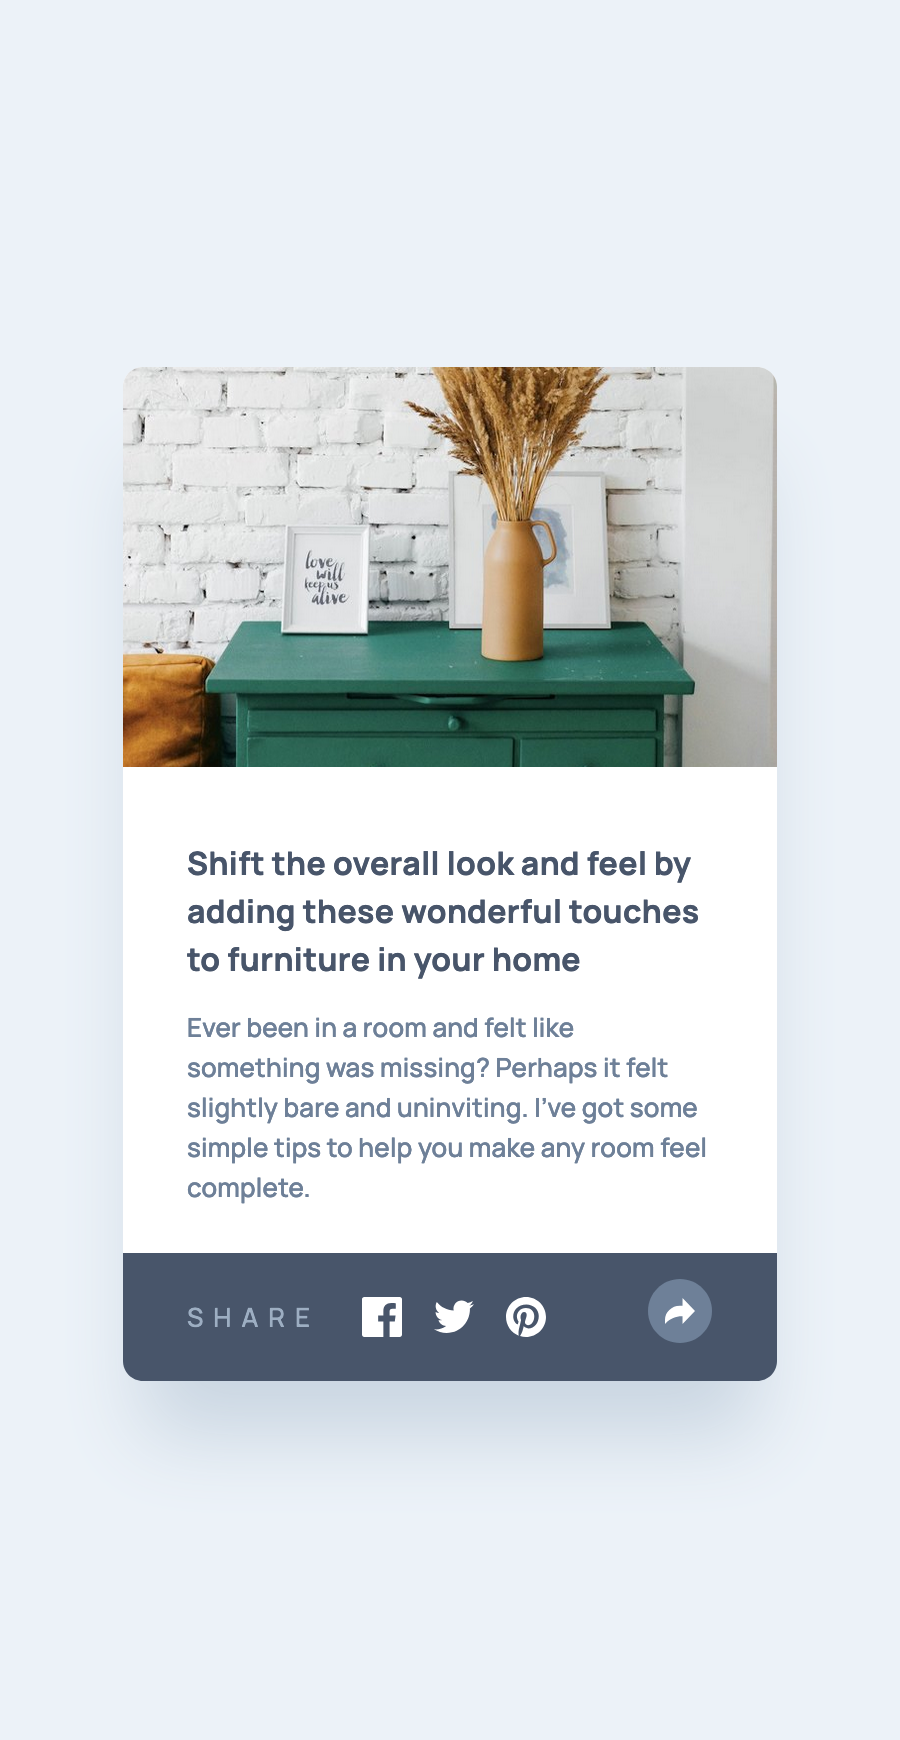 love
will
keep us
alive
Shift the overall look and feel by
adding these wonderful touches
to furniture in your home
Ever been in a room and felt like
something was missing? Perhaps it felt
slightly bare and uninviting. I’ve got some
simple tips to help you make any room feel
complete.
SHARE